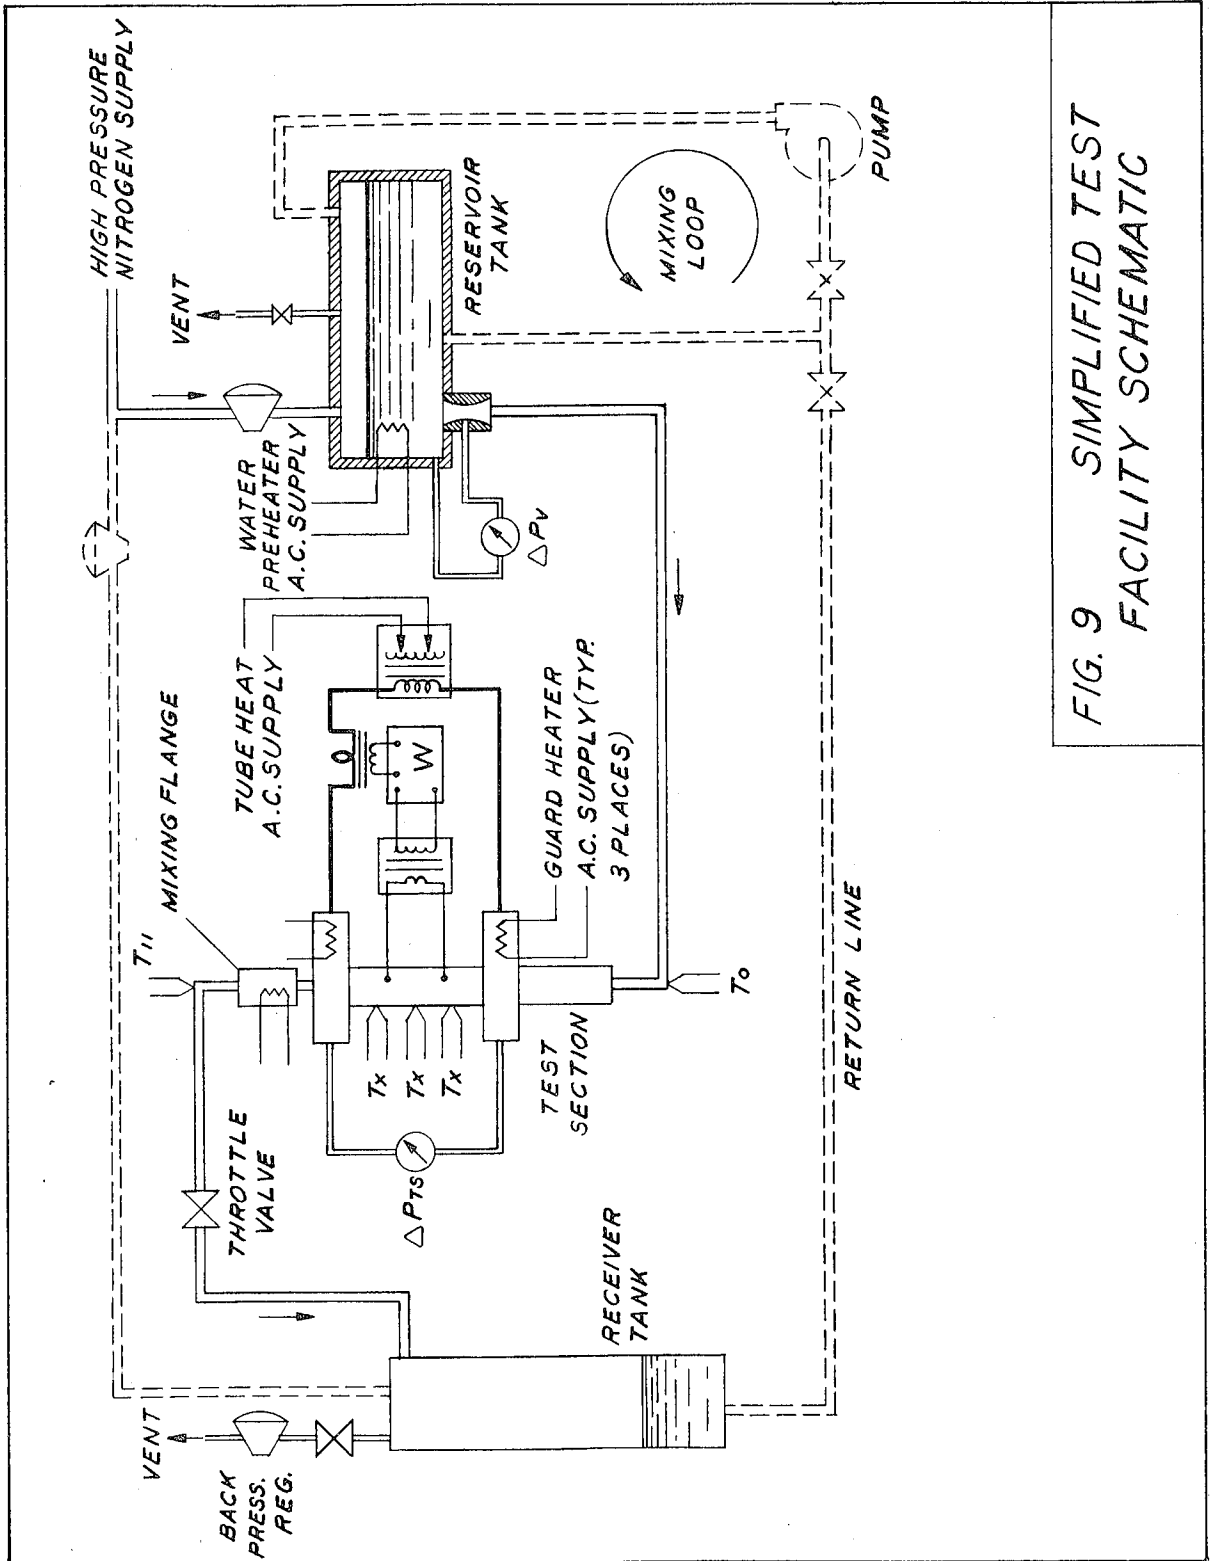 HIGH PRESSURE
NITROGEN SUPPLY
VENT
RESERVOIR
TANK
MIXING
LOOP
PUMP
WATER
PREHEATER
A.C. SUPPLY
△Pv
TUBE HEAT
A.C. SUPPLY
MIXING FLANGE
W
GUARD HEATER
A.C. SUPPLY (TYP.
3 PLACES)
T11
To
Tx
Tx
Tx
TEST
SECTION
THROTTLE
VALVE
△PTS
RETURN LINE
RECEIVER
TANK
VENT
BACK
PRESS.
REG.
FIG. 9 SIMPLIFIED TEST
FACILITY SCHEMATIC